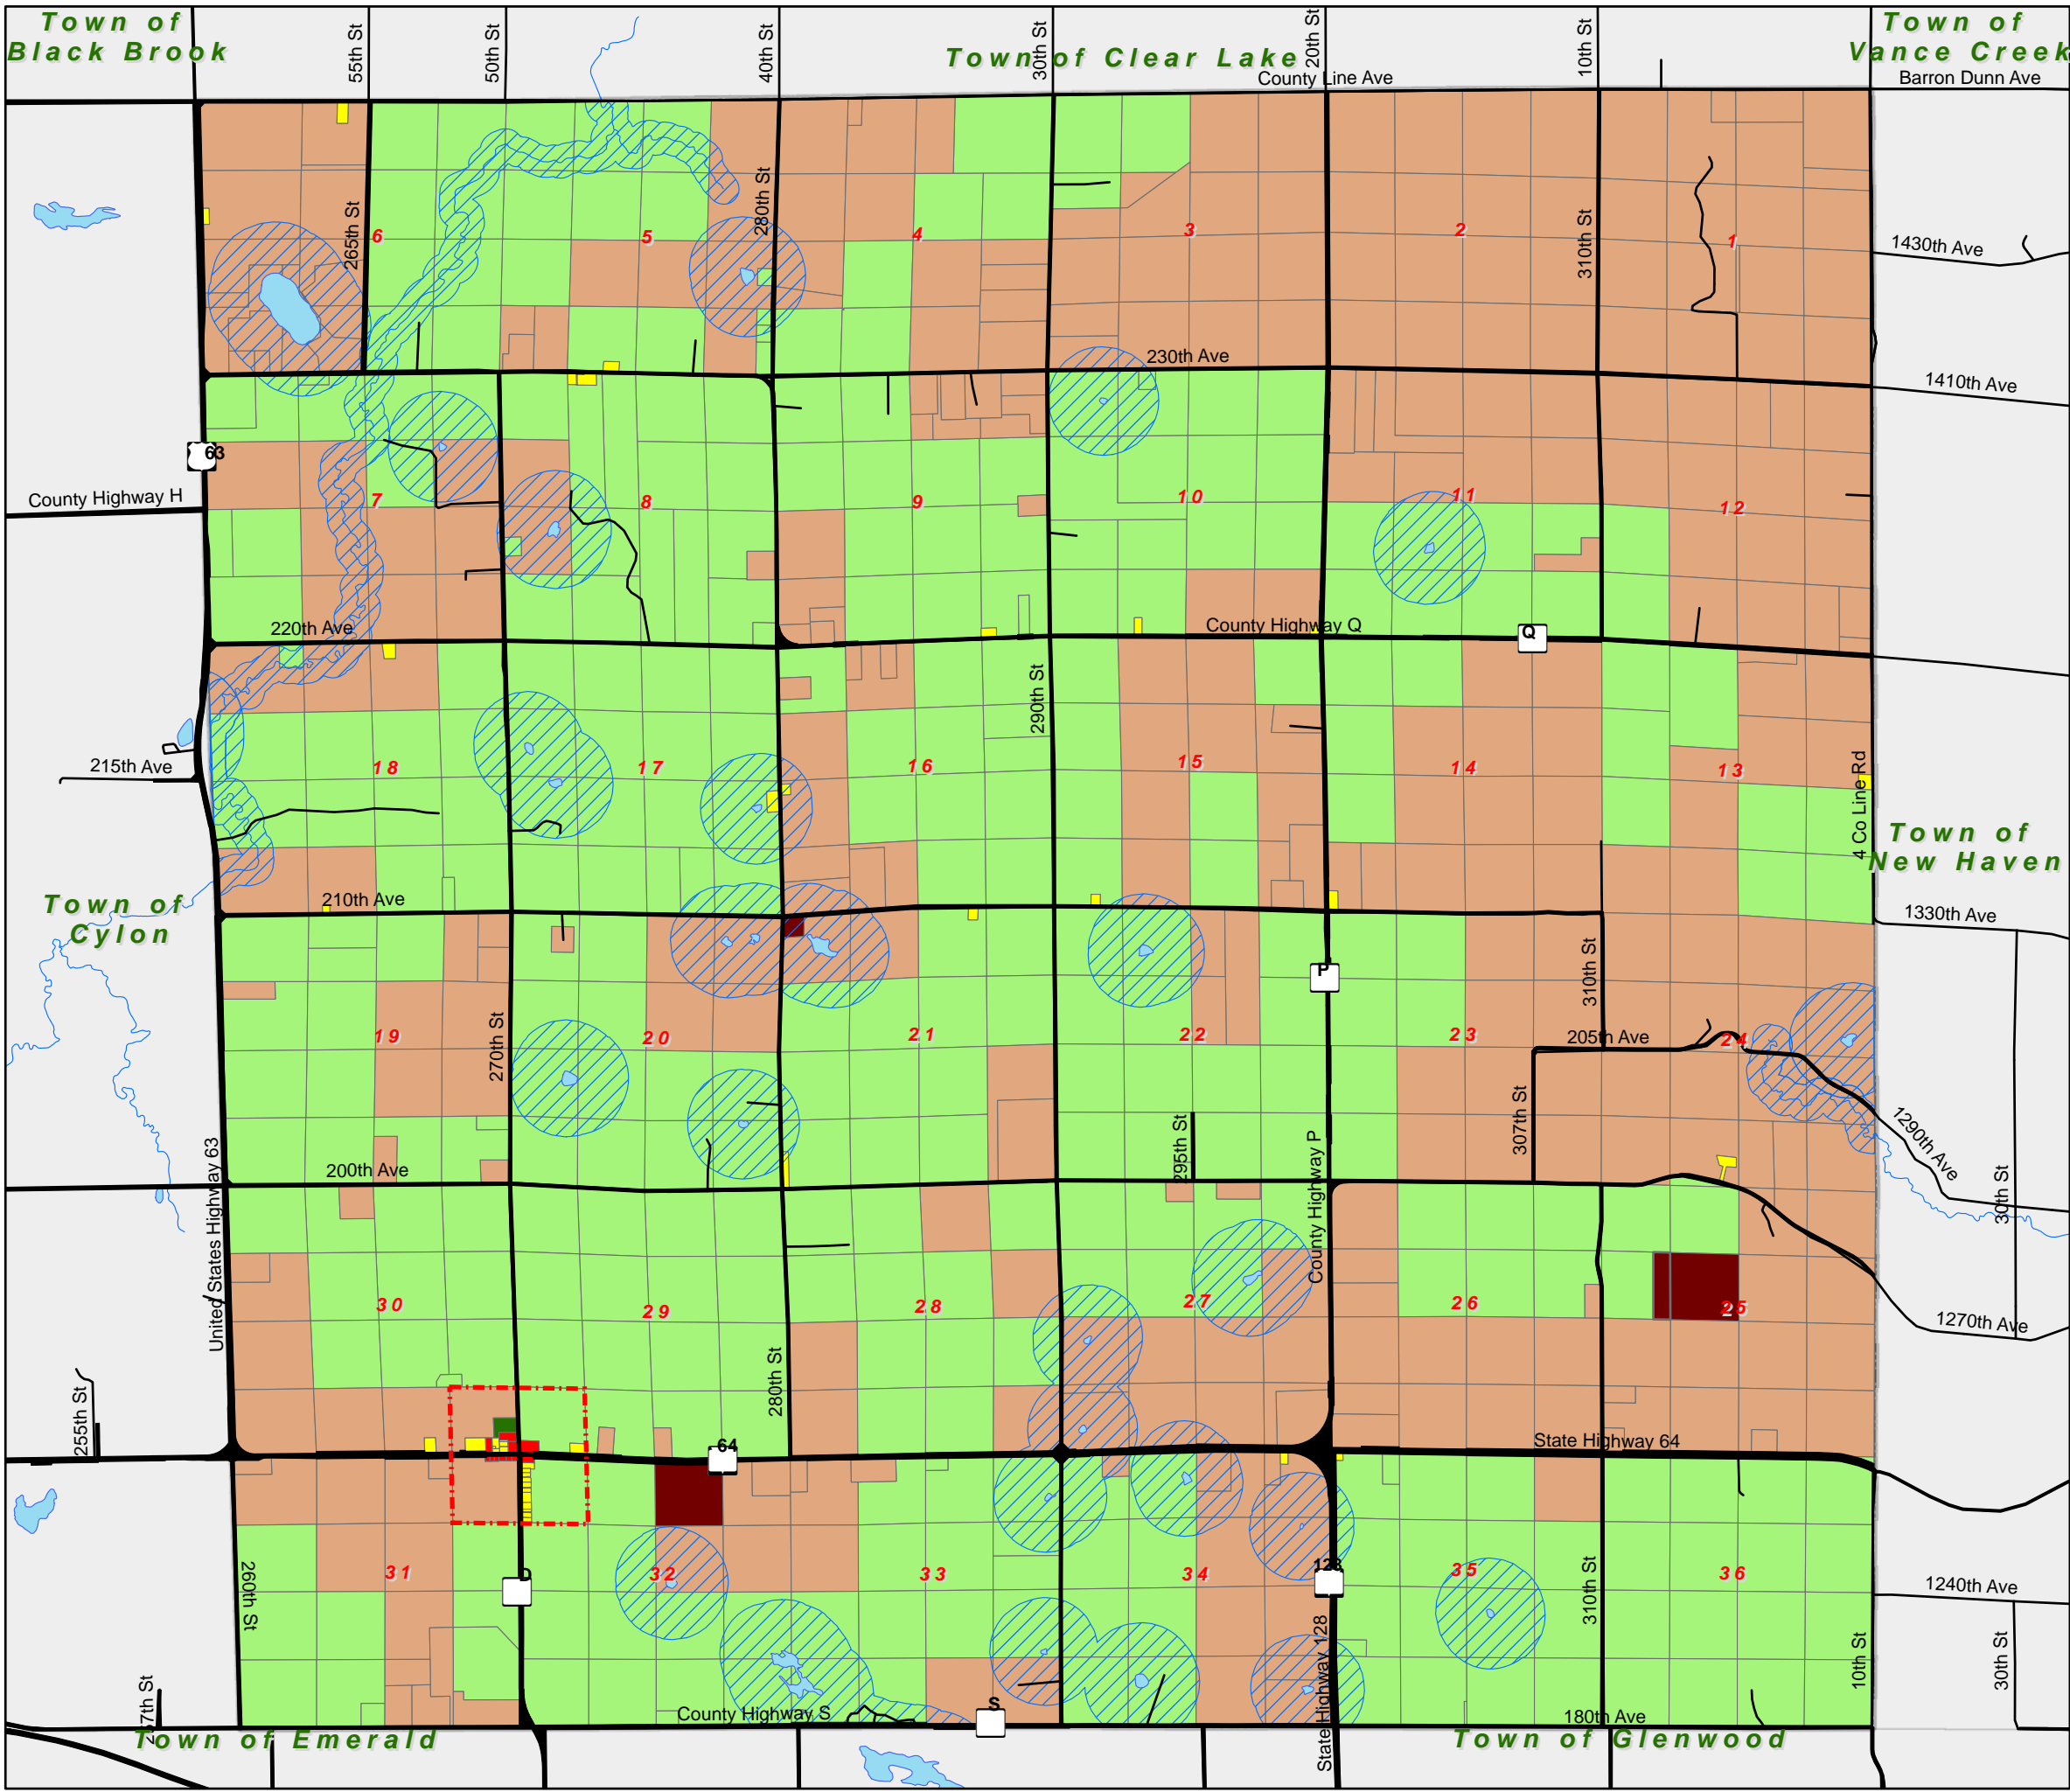 Town of
Black Brook
55th St
50th St
40th St
30th St
Town of Clear Lake
20th St
County Line Ave
10th St
Town of
Vance Creek
Barron Dunn Ave
265th St
280th St
310th St
6
5
4
3
2
1
1430th Ave
230th Ave
1410th Ave
63
County Highway H
7
8
9
10
11
12
220th Ave
County Highway Q
Q
290th St
215th Ave
18
17
16
15
14
13
4 Co Line Rd
Town of
New Haven
210th Ave
Town of
Cylon
1330th Ave
P
310th St
270th St
19
20
21
22
23
205th Ave
24
307th St
295th St
County Highway P
1290th Ave
30th St
200th Ave
United States Highway 63
30
29
28
27
26
25
1270th Ave
280th St
255th St
64
State Highway 64
31
D
32
33
34
128
35
36
260th St
310th St
1240th Ave
State Highway 128
10th St
30th St
257th St
County Highway S
S
180th Ave
Town of Emerald
Town of Glenwood